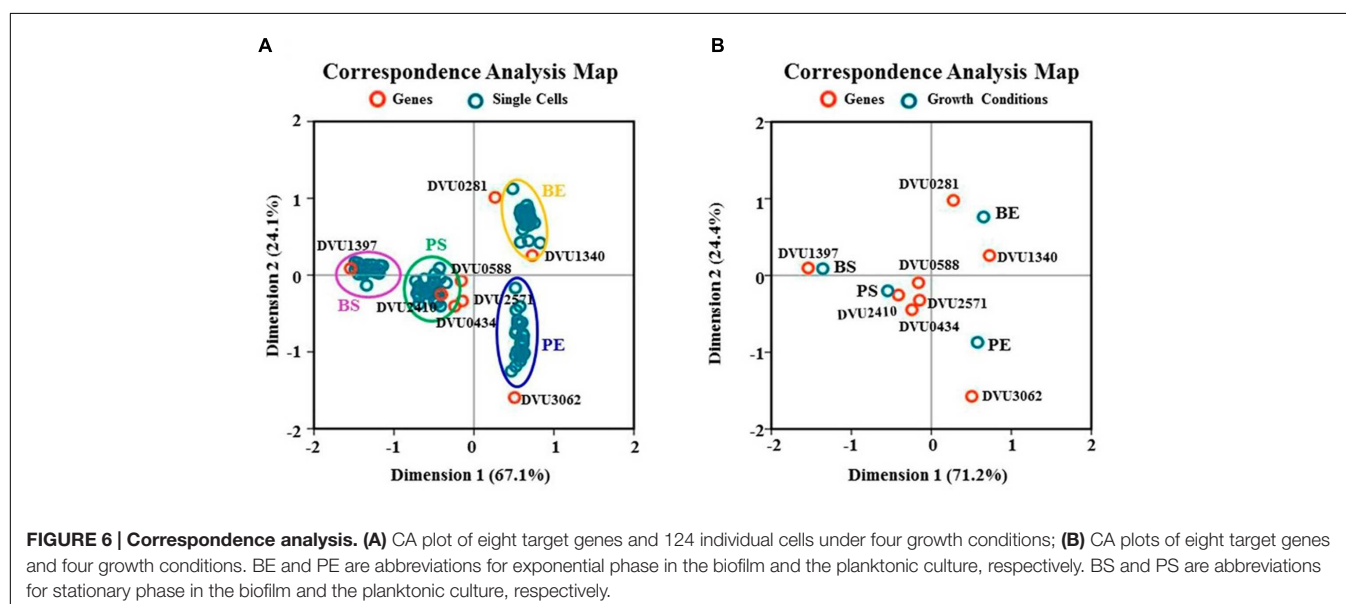 A
Correspondence Analysis Map
Genes Single Cells
2
1
0
-1
-2
-2 -1 0 1 2
Dimension 2 (24.1%)
Dimension 1 (67.1%)
DVU0281
BE
DVU1397
PS
DVU0588
DVU1340
BS
DVU2410
DVU2571
DVU0434
PE
DVU3062
B
Correspondence Analysis Map
Genes Growth Conditions
2
1
0
-1
-2
-2 -1 0 1 2
Dimension 2 (24.4%)
Dimension 1 (71.2%)
DVU0281
BE
DVU1397
BS
DVU0588
DVU1340
PS
DVU2410
DVU2571
DVU0434
PE
DVU3062
FIGURE 6 | Correspondence analysis. (A) CA plot of eight target genes and 124 individual cells under four growth conditions; (B) CA plots of eight target genes
and four growth conditions. BE and PE are abbreviations for exponential phase in the biofilm and the planktonic culture, respectively. BS and PS are abbreviations
for stationary phase in the biofilm and the planktonic culture, respectively.